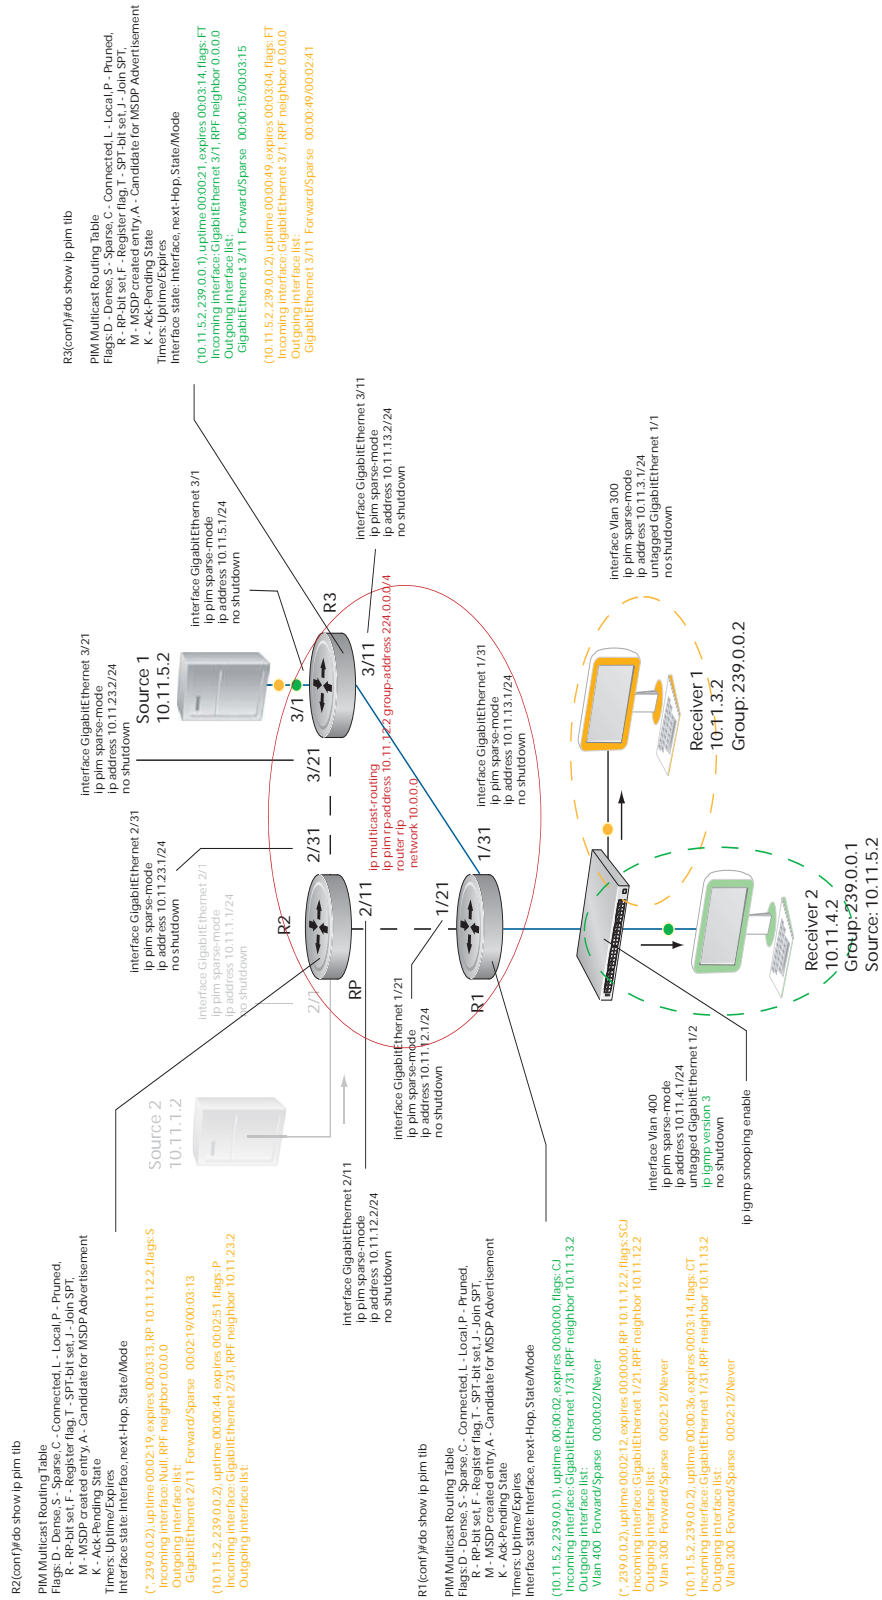 R2(conf)#do show ip pim tib
PIM Multicast Routing Table
Flags: D - Dense, S - Sparse, C - Connected, L - Local, P - Pruned,
R - RP-bit set, F - Register flag, T - SPT-bit set, J - Join SPT,
M - MSDP created entry, A - Candidate for MSDP Advertisement
K - Ack-Pending State
Timers: Uptime/Expires
Interface state: Interface, next-Hop, State/Mode
(*, 239.0.0.2), uptime 00:02:19, expires 00:03:13, RP 10.11.12.2, flags: S
Incoming interface: Null, RPF neighbor 0.0.0.0
Outgoing interface list:
GigabitEthernet 2/11 Forward/Sparse 00:02:19/00:03:13
(10.11.5.2, 239.0.0.2), uptime 00:00:44, expires 00:02:51, flags: P
Incoming interface: GigabitEthernet 2/31, RPF neighbor 10.11.23.2
Outgoing interface list:
R3(conf)#do show ip pim tib
PIM Multicast Routing Table
Flags: D - Dense, S - Sparse, C - Connected, L - Local, P - Pruned,
R - RP-bit set, F - Register flag, T - SPT-bit set, J - Join SPT,
M - MSDP created entry, A - Candidate for MSDP Advertisement
K - Ack-Pending State
Timers: Uptime/Expires
Interface state: Interface, next-Hop, State/Mode
(10.11.5.2, 239.0.0.1), uptime 00:00:21, expires 00:03:14, flags: FT
Incoming interface: GigabitEthernet 3/1, RPF neighbor 0.0.0.0
Outgoing interface list:
GigabitEthernet 3/11 Forward/Sparse 00:00:15/00:03:15
(10.11.5.2, 239.0.0.2), uptime 00:00:49, expires 00:03:04, flags: FT
Incoming interface: GigabitEthernet 3/1, RPF neighbor 0.0.0.0
Outgoing interface list:
GigabitEthernet 3/11 Forward/Sparse 00:00:49/00:02:41
interface GigabitEthernet 3/21
ip pim sparse-mode
ip address 10.11.23.2/24
no shutdown
interface GigabitEthernet 2/31
ip pim sparse-mode
ip address 10.11.23.1/24
no shutdown
interface GigabitEthernet 2/1
ip pim sparse-mode
ip address 10.11.1.1/24
no shutdown
Source 1
10.11.5.2
interface GigabitEthernet 3/1
ip pim sparse-mode
ip address 10.11.5.1/24
no shutdown
Source 2
10.11.1.2
2/1
R2
RP
2/31
3/21
3/1
R3
2/11
3/11
ip multicast-routing
ip pim rp-address 10.11.12.2 group-address 224.0.0.0/4
router rip
network 10.0.0.0
interface GigabitEthernet 3/11
ip pim sparse-mode
ip address 10.11.13.2/24
no shutdown
interface GigabitEthernet 2/11
ip pim sparse-mode
ip address 10.11.12.2/24
no shutdown
interface GigabitEthernet 1/21
ip pim sparse-mode
ip address 10.11.12.1/24
no shutdown
1/21
R1
1/31
interface GigabitEthernet 1/31
ip pim sparse-mode
ip address 10.11.13.1/24
no shutdown
R1(conf)#do show ip pim tib
PIM Multicast Routing Table
Flags: D - Dense, S - Sparse, C - Connected, L - Local, P - Pruned,
R - RP-bit set, F - Register flag, T - SPT-bit set, J - Join SPT,
M - MSDP created entry, A - Candidate for MSDP Advertisement
K - Ack-Pending State
Timers: Uptime/Expires
Interface state: Interface, next-Hop, State/Mode
(10.11.5.2, 239.0.0.1), uptime 00:00:02, expires 00:00:00, flags: CJ
Incoming interface: GigabitEthernet 1/31, RPF neighbor 10.11.13.2
Outgoing interface list:
Vlan 400 Forward/Sparse 00:00:02/Never
(*, 239.0.0.2), uptime 00:02:12, expires 00:00:00, RP 10.11.12.2, flags: SCJ
Incoming interface: GigabitEthernet 1/21, RPF neighbor 10.11.12.2
Outgoing interface list:
Vlan 300 Forward/Sparse 00:02:12/Never
(10.11.5.2, 239.0.0.2), uptime 00:00:36, expires 00:03:14, flags: CT
Incoming interface: GigabitEthernet 1/31, RPF neighbor 10.11.13.2
Outgoing interface list:
Vlan 300 Forward/Sparse 00:02:12/Never
interface Vlan 300
ip pim sparse-mode
ip address 10.11.3.1/24
untagged GigabitEthernet 1/1
no shutdown
Receiver 1
10.11.3.2
Group: 239.0.0.2
interface Vlan 400
ip pim sparse-mode
ip address 10.11.4.1/24
untagged GigabitEthernet 1/2
ip igmp version 3
no shutdown
ip igmp snooping enable
Receiver 2
10.11.4.2
Group: 239.0.0.1
Source: 10.11.5.2